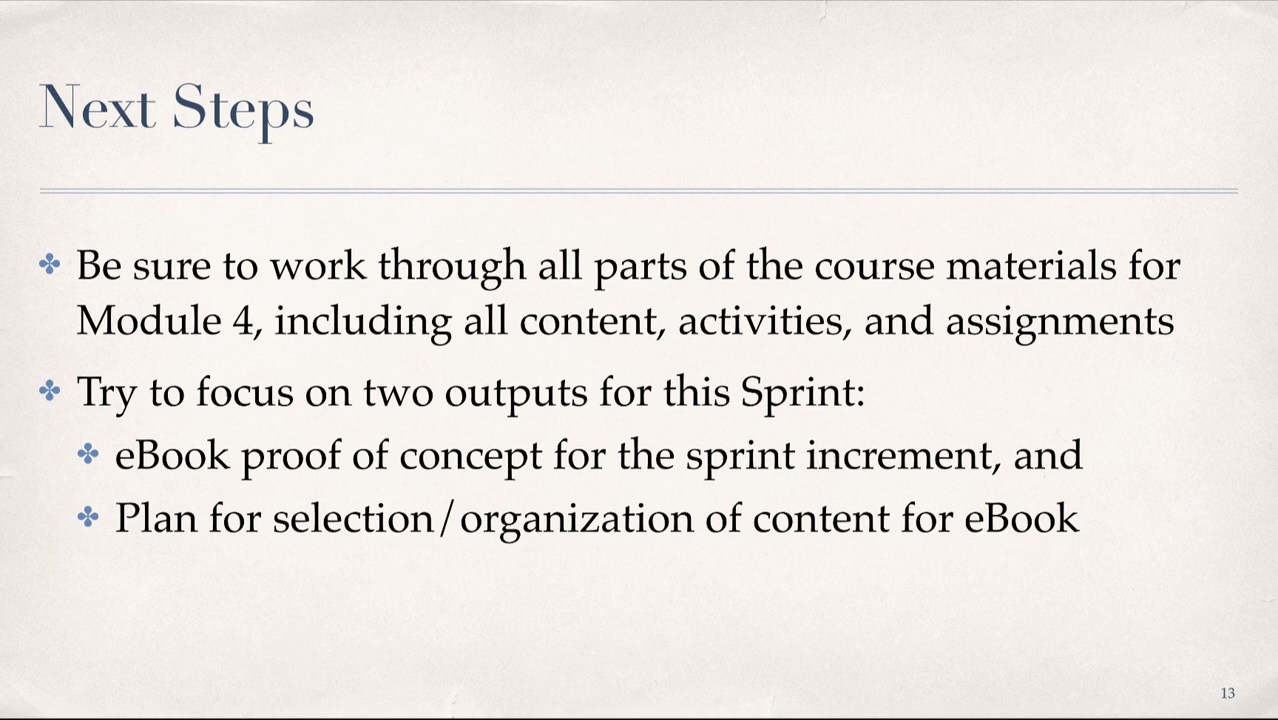 Next Steps
Be sure to work through all parts of the course materials for
Module 4, including all content, activities, and assignments
Try to focus on two outputs for this Sprint:
eBook proof of concept for the sprint increment, and
Plan for selection/organization of content for eBook
13